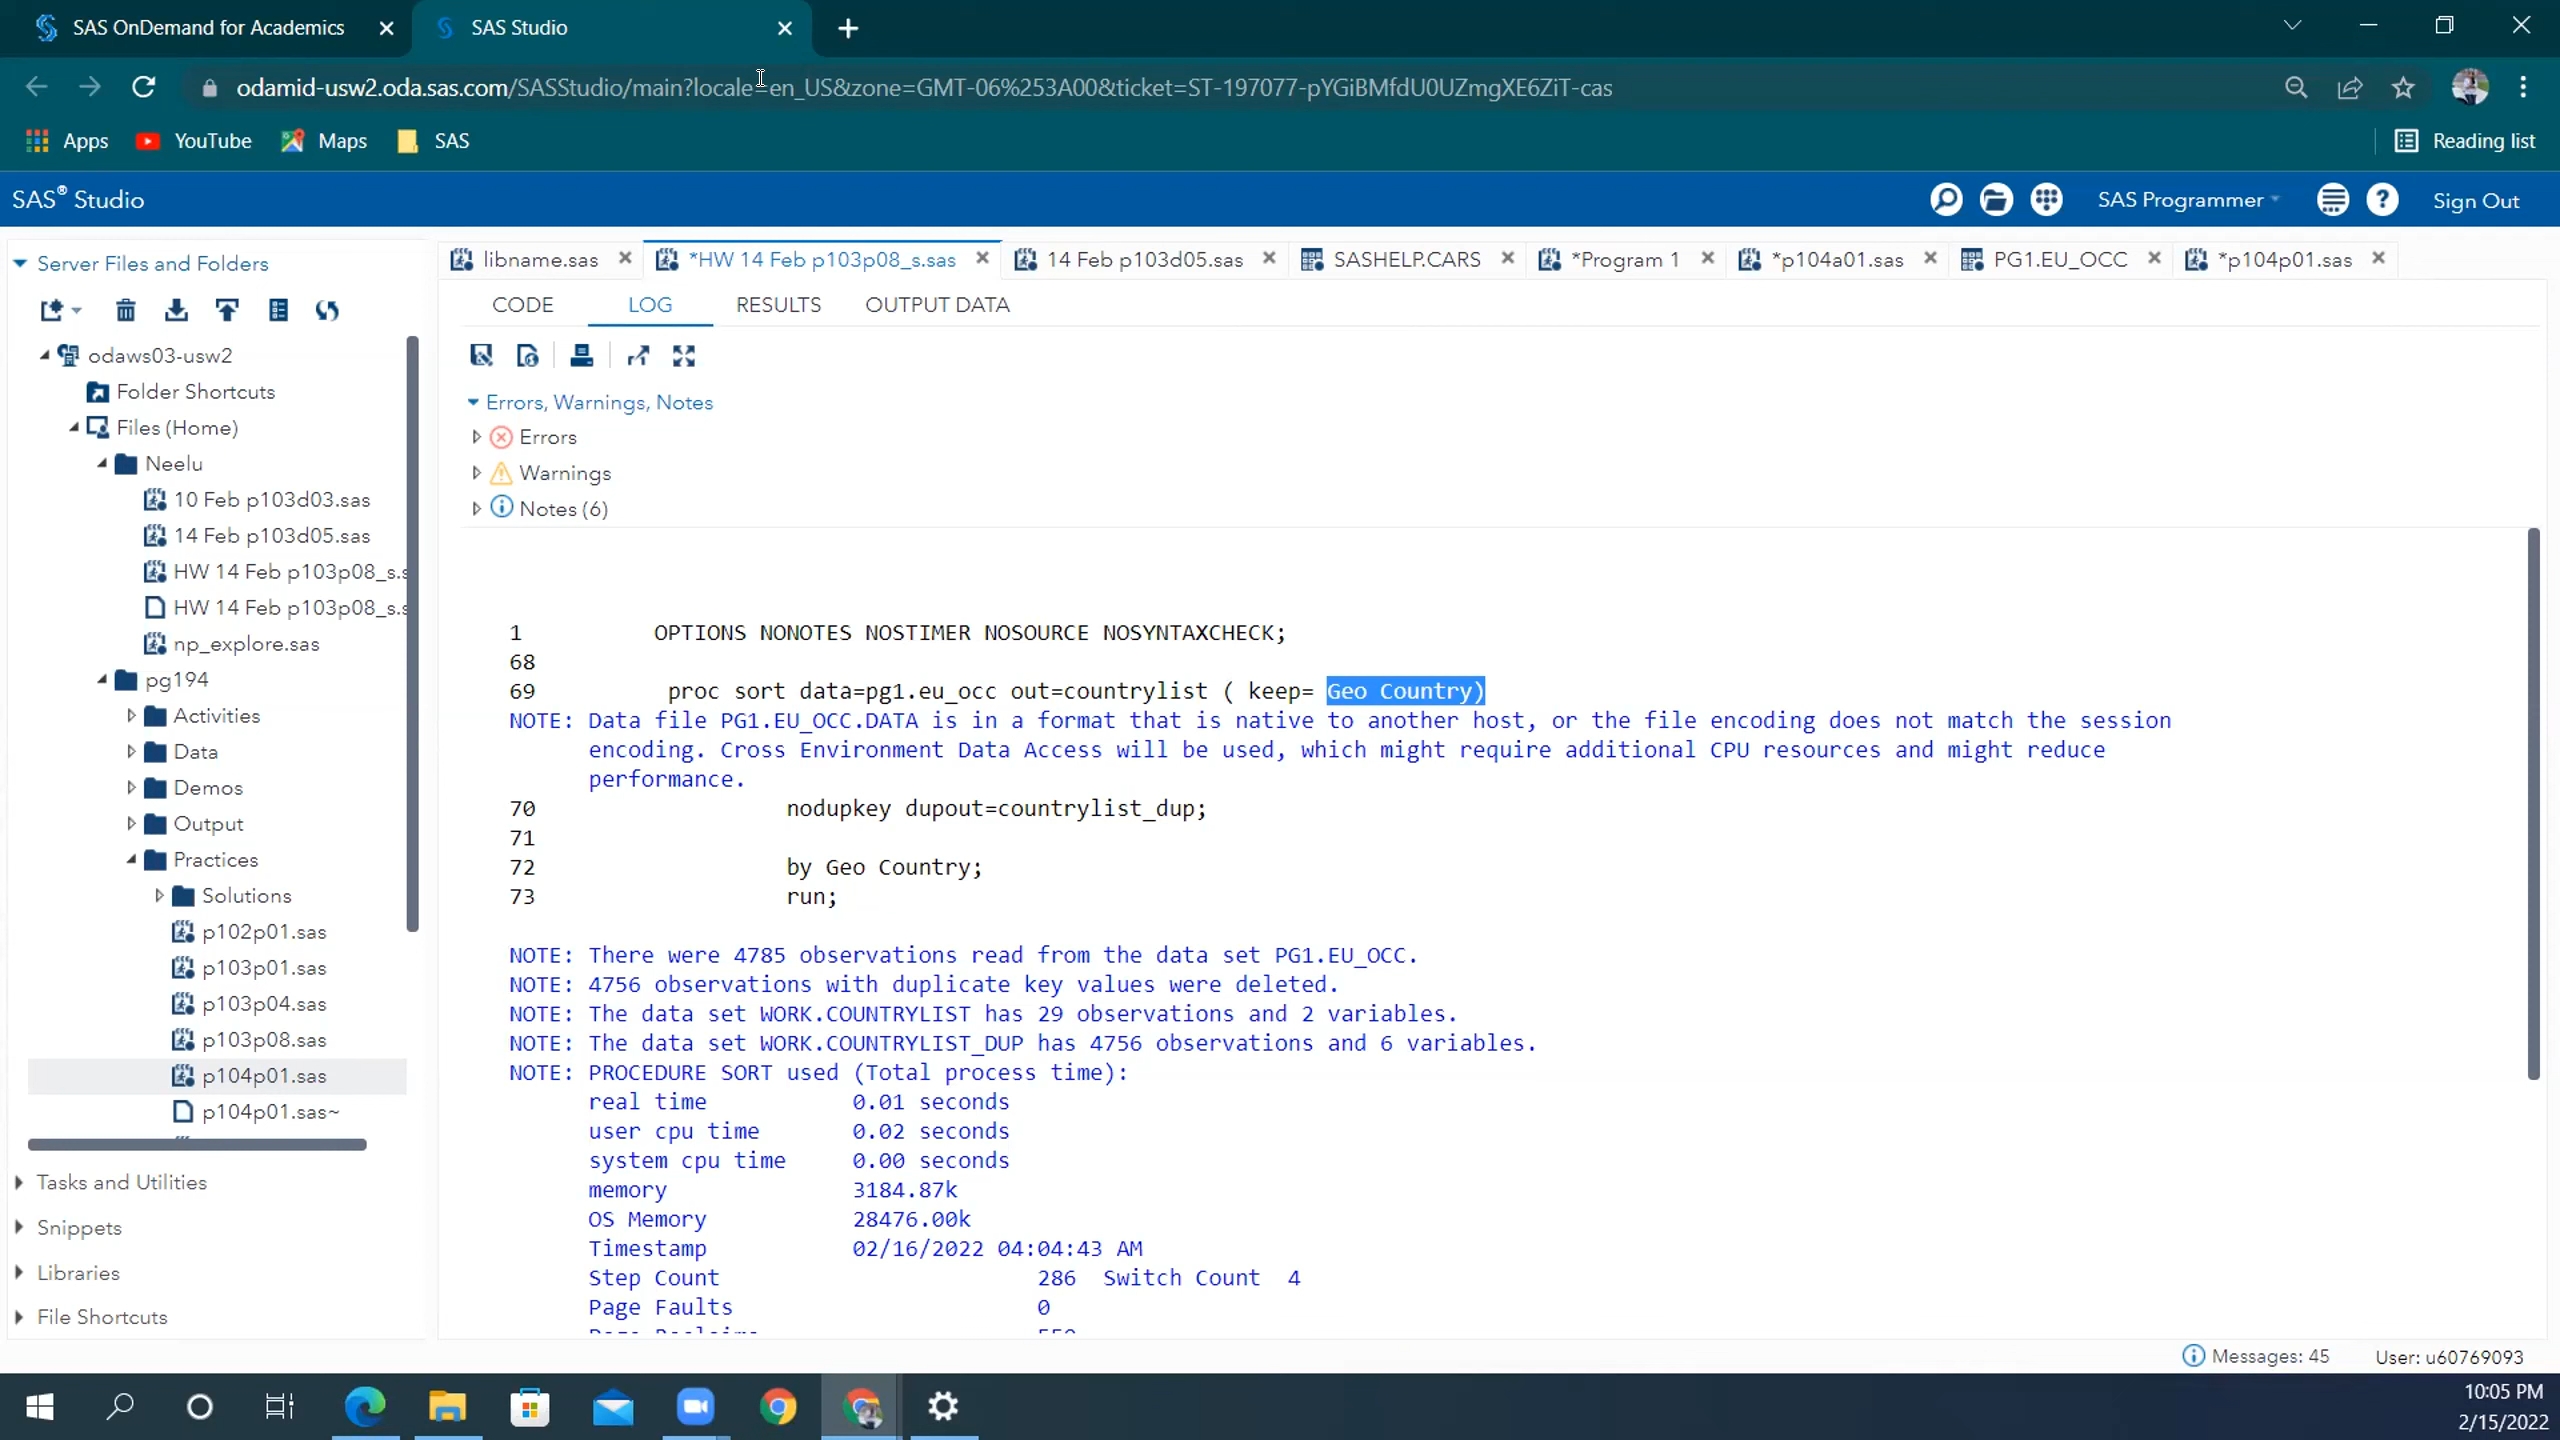 SAS OnDemand for Academics
SAS Studio
odamid-usw2.oda.sas.com/SASStudio/main?locale=en_US&zone=GMT-06%253A00&ticket=ST-197077-pYGiBMfdU0UZmgXE6ZiT-cas
Apps YouTube Maps SAS Reading list
SAS® Studio SAS Programmer Sign Out
Server Files and Folders
odaws03-usw2
Folder Shortcuts
Files (Home)
Neelu
10 Feb p103d03.sas
14 Feb p103d05.sas
HW 14 Feb p103p08_s.s
HW 14 Feb p103p08_s.s
np_explore.sas
pg194
Activities
Data
Demos
Output
Practices
Solutions
p102p01.sas
p103p01.sas
p103p04.sas
p103p08.sas
p104p01.sas
p104p01.sas~
Tasks and Utilities
Snippets
Libraries
File Shortcuts
libname.sas *HW 14 Feb p103p08_s.sas 14 Feb p103d05.sas SASHELP.CARS *Program 1 *p104a01.sas PG1.EU_OCC *p104p01.sas
CODE LOG RESULTS OUTPUT DATA
Errors, Warnings, Notes
Errors
Warnings
Notes (6)
1 OPTIONS NONOTES NOSTIMER NOSOURCE NOSYNTAXCHECK;
68
69 proc sort data=pg1.eu_occ out=countrylist ( keep= Geo Country)
NOTE: Data file PG1.EU_OCC.DATA is in a format that is native to another host, or the file encoding does not match the session
encoding. Cross Environment Data Access will be used, which might require additional CPU resources and might reduce
performance.
70 nodupkey dupout=countrylist_dup;
71
72 by Geo Country;
73 run;
NOTE: There were 4785 observations read from the data set PG1.EU_OCC.
NOTE: 4756 observations with duplicate key values were deleted.
NOTE: The data set WORK.COUNTRYLIST has 29 observations and 2 variables.
NOTE: The data set WORK.COUNTRYLIST_DUP has 4756 observations and 6 variables.
NOTE: PROCEDURE SORT used (Total process time):
real time 0.01 seconds
user cpu time 0.02 seconds
system cpu time 0.00 seconds
memory 3184.87k
OS Memory 28476.00k
Timestamp 02/16/2022 04:04:43 AM
Step Count 286 Switch Count 4
Page Faults 0
Messages: 45 User: u60769093
10:05 PM
2/15/2022